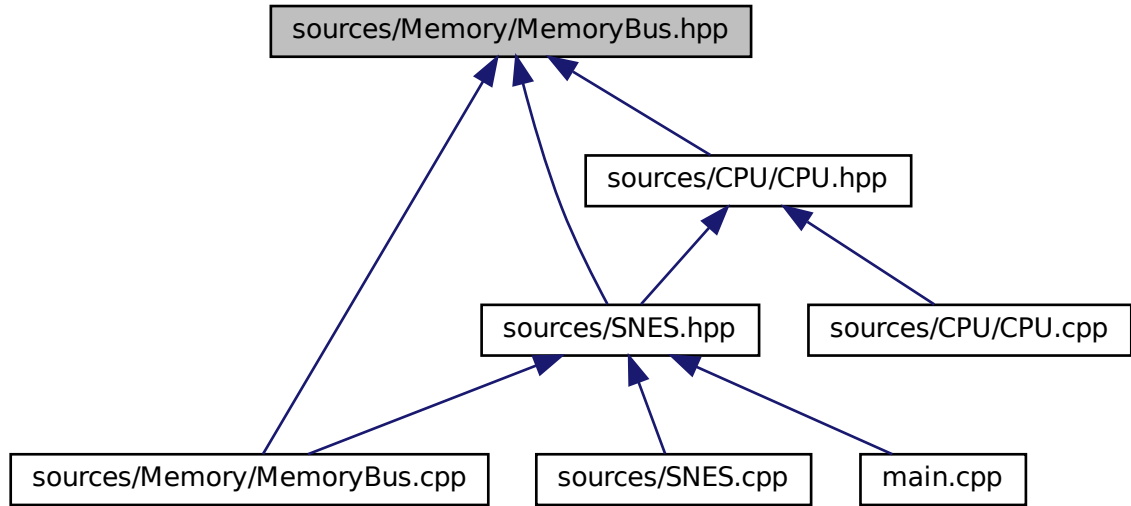 sources/Memory/MemoryBus.hpp
sources/CPU/CPU.hpp
sources/SNES.hpp
sources/CPU/CPU.cpp
sources/Memory/MemoryBus.cpp
sources/SNES.cpp
main.cpp